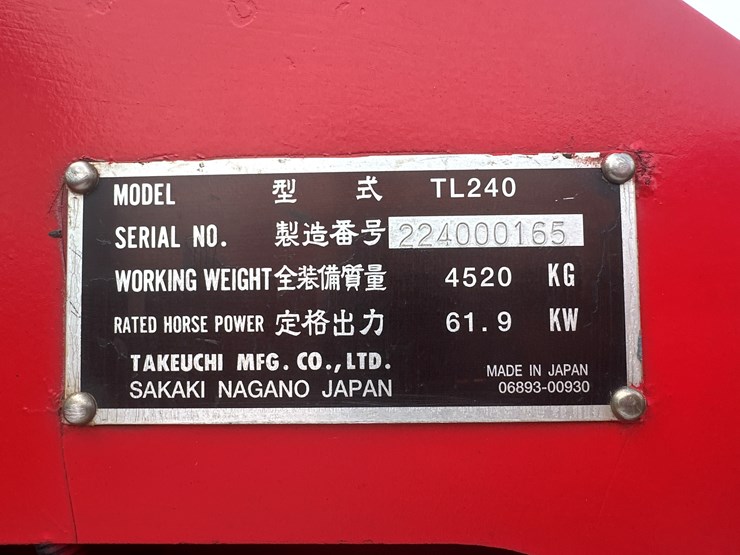 MODEL 型式 TL240
SERIAL NO. 製造番号 224000165
WORKING WEIGHT 全装備質量 4520 KG
RATED HORSE POWER 定格出力 61.9 KW
TAKEUCHI MFG. CO., LTD.
SAKAKI NAGANO JAPAN
MADE IN JAPAN
06893-00930